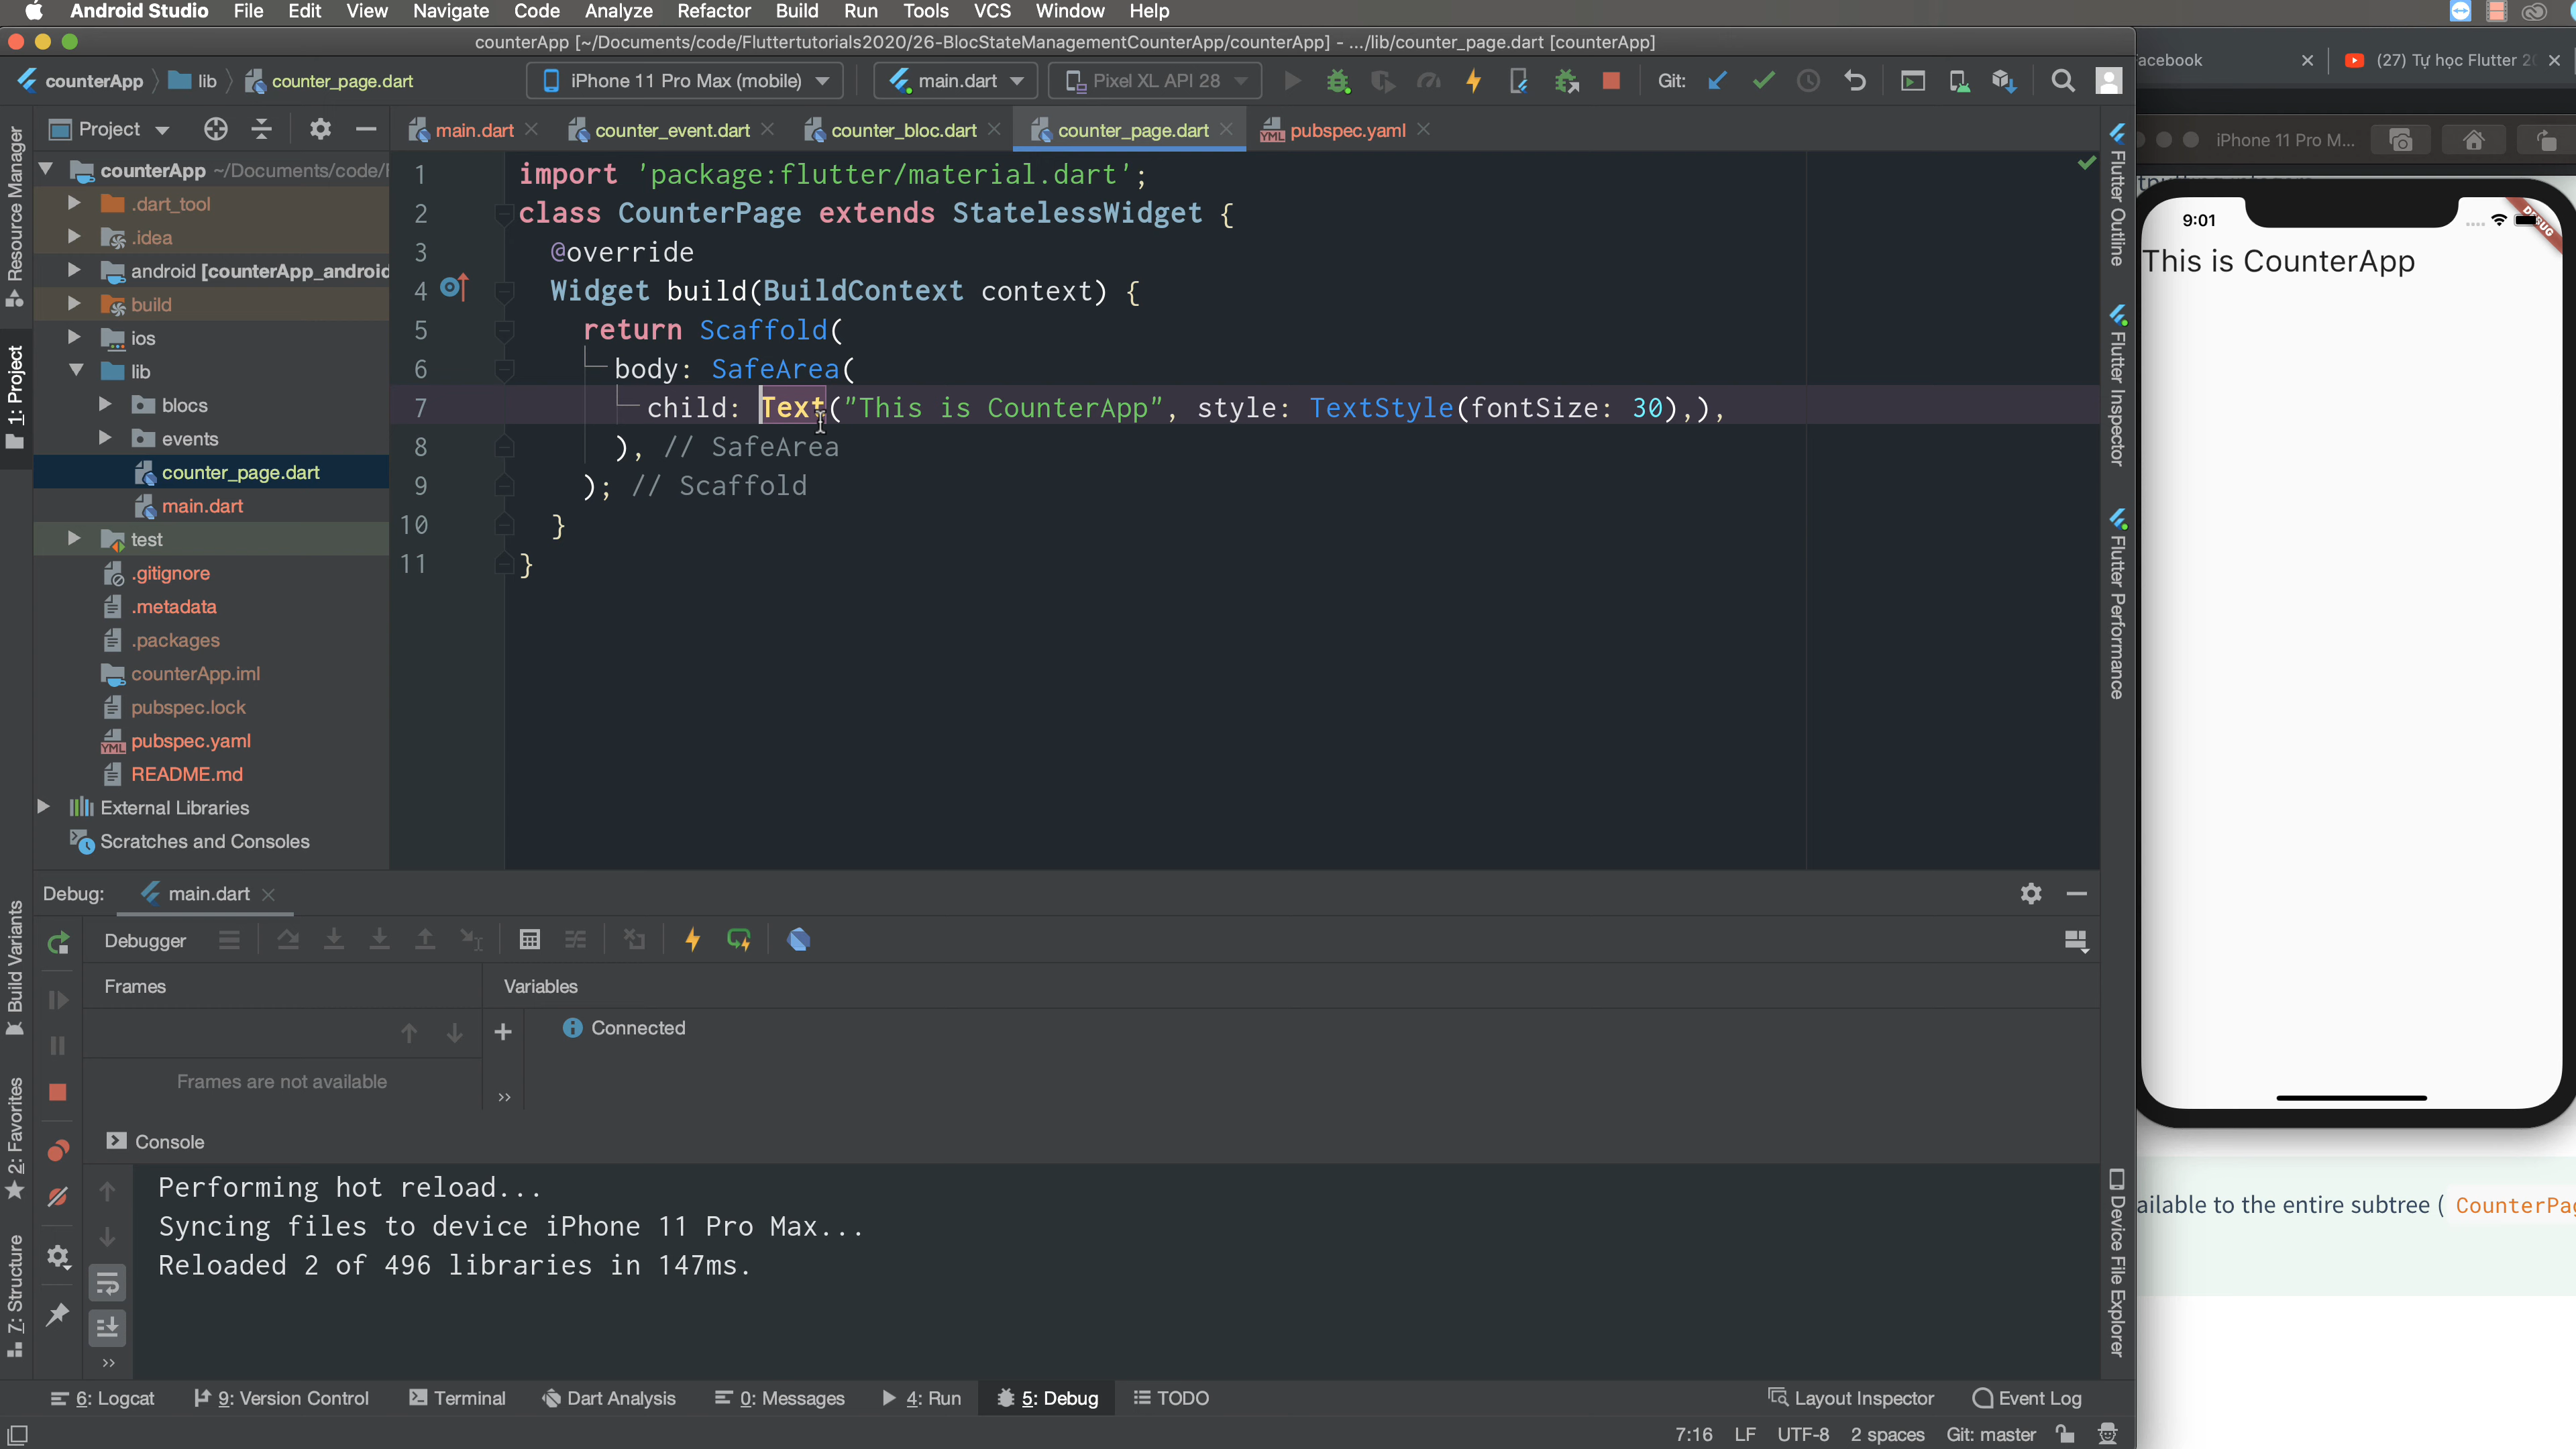 Android Studio File Edit View Navigate Code Analyze Refactor Build Run Tools VCS Window Help
counterApp [~/Documents/code/Fluttertutorials2020/26-BlocStateManagementCounterApp/counterApp] - .../lib/counter_page.dart [counterApp]
counterApp lib counter_page.dart iPhone 11 Pro Max (mobile) main.dart Pixel XL API 28 Git:
acebook (27) Tự học Flutter
Project main.dart counter_event.dart counter_bloc.dart counter_page.dart YML pubspec.yaml
iPhone 11 Pro M...
counterApp ~/Documents/code/
.dart_tool
.idea
android [counterApp_android
build
ios
lib
blocs
events
counter_page.dart
main.dart
test
.gitignore
.metadata
.packages
counterApp.iml
pubspec.lock
YML pubspec.yaml
README.md
External Libraries
Scratches and Consoles
1 import 'package:flutter/material.dart';
2 class CounterPage extends StatelessWidget {
3 @override
4 Widget build(BuildContext context) {
5 return Scaffold(
6 body: SafeArea(
7 child: Text("This is CounterApp", style: TextStyle(fontSize: 30),),
8 ), // SafeArea
9 ); // Scaffold
10 }
11 }
Resource Manager
1: Project
Build Variants
2: Favorites
7: Structure
Flutter Outline
Flutter Inspector
Flutter Performance
Device File Explorer
9:01
DEBUG
This is CounterApp
ailable to the entire subtree ( CounterPag
Debug: main.dart
Debugger
Frames Variables
Connected
Frames are not available
Console
Performing hot reload...
Syncing files to device iPhone 11 Pro Max...
Reloaded 2 of 496 libraries in 147ms.
6: Logcat 9: Version Control Terminal Dart Analysis 0: Messages 4: Run 5: Debug TODO Layout Inspector Event Log
7:16 LF UTF-8 2 spaces Git: master